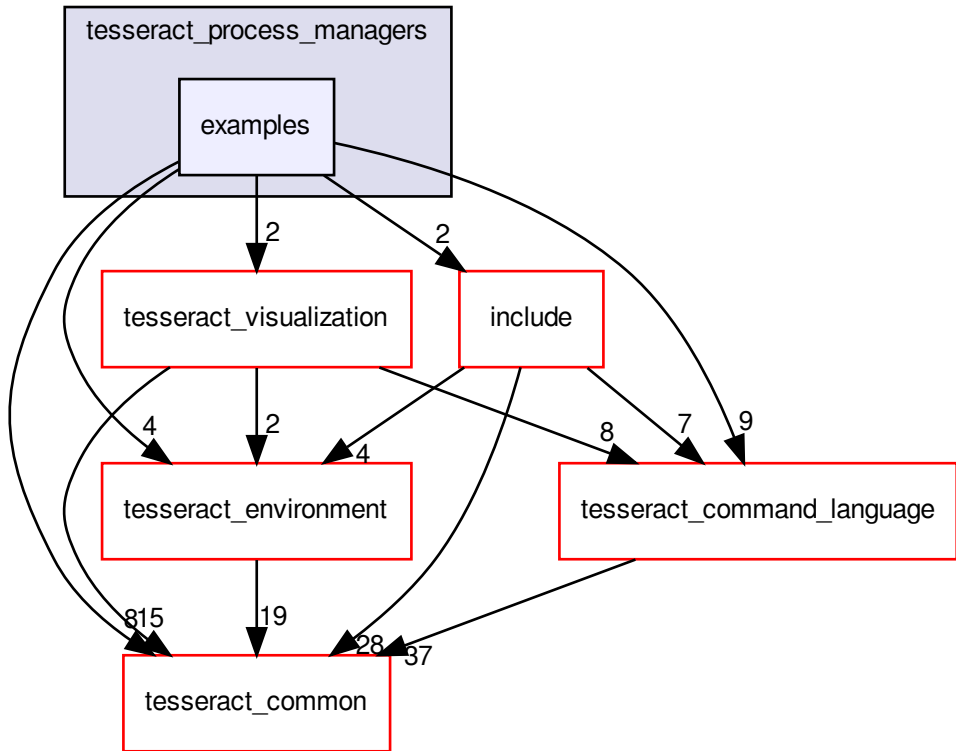 tesseract_process_managers
examples
2
2
tesseract_visualization
include
4
2
4
8
7
9
tesseract_environment
tesseract_command_language
8
15
19
28
37
tesseract_common